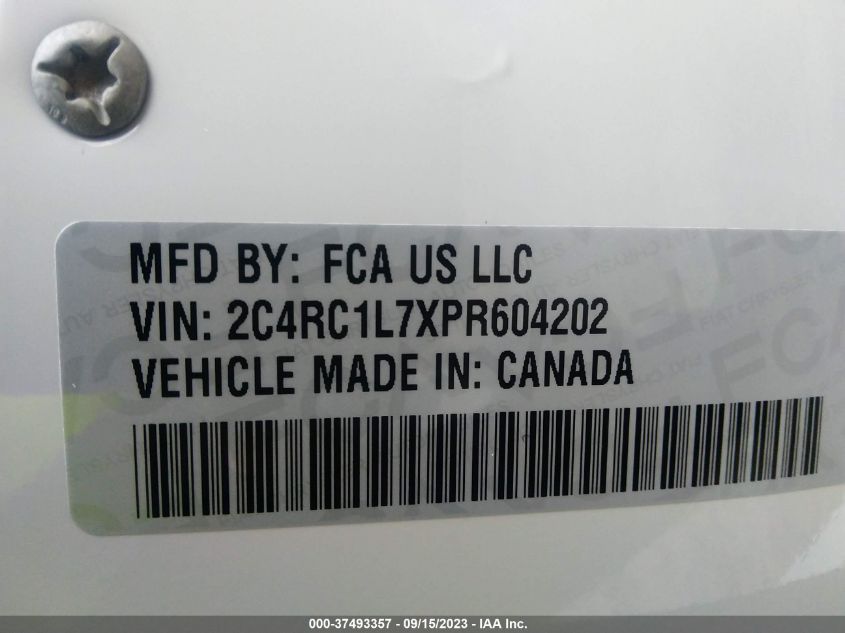 MFD BY: FCA US LLC
VIN: 2C4RC1L7XPR604202
VEHICLE MADE IN: CANADA
000-37493357 - 09/15/2023 - IAA Inc.